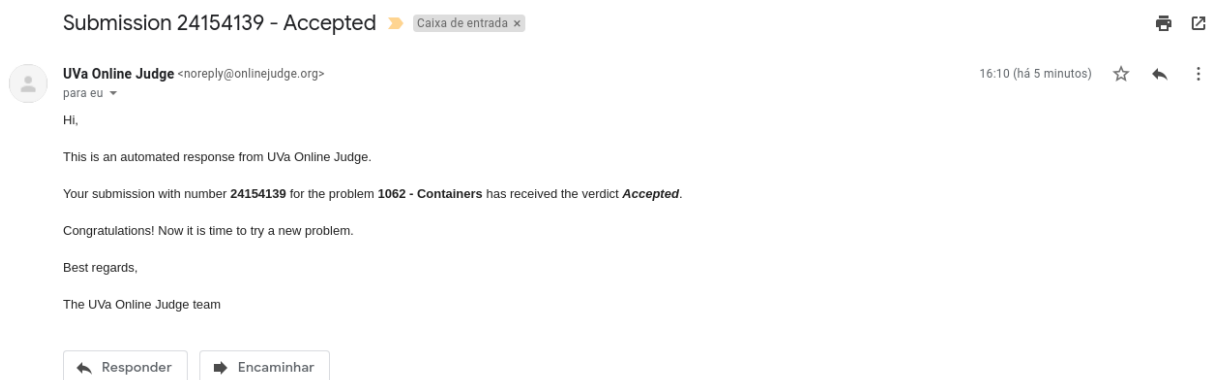 Submission 24154139 - Accepted Caixa de entrada ×
UVa Online Judge <noreply@onlinejudge.org> 16:10 (há 5 minutos)
para eu
Hi,
This is an automated response from UVa Online Judge.
Your submission with number 24154139 for the problem 1062 - Containers has received the verdict Accepted.
Congratulations! Now it is time to try a new problem.
Best regards,
The UVa Online Judge team
Responder Encaminhar